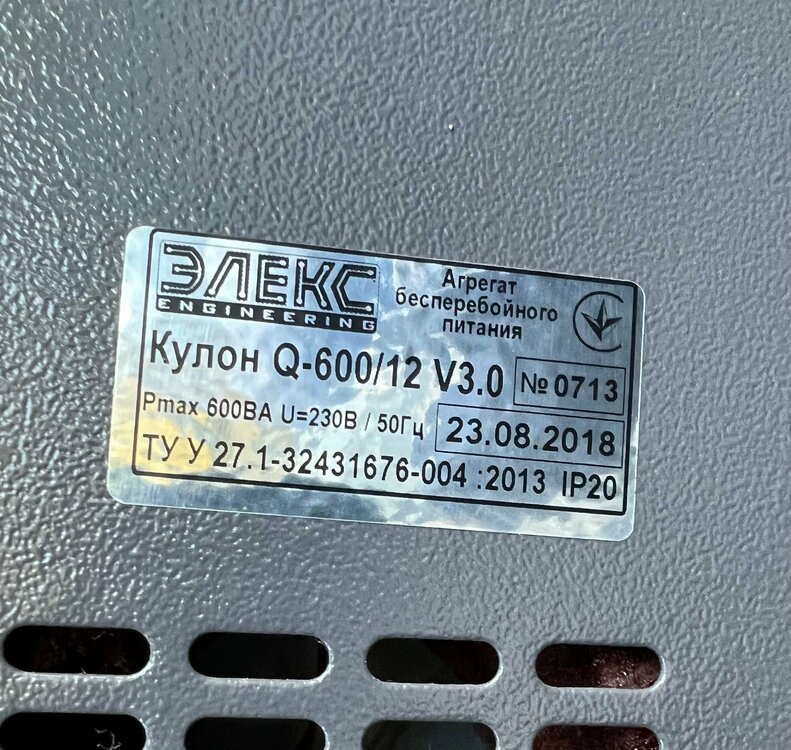 ЭЛЕКС
ENGINEERING
Агрегат
бесперебойного
питания
Кулон Q-600/12 V3.0
№ 0713
Pmax 600ВА U=230В / 50Гц
23.08.2018
ТУ У 27.1-32431676-004 :2013 IP20